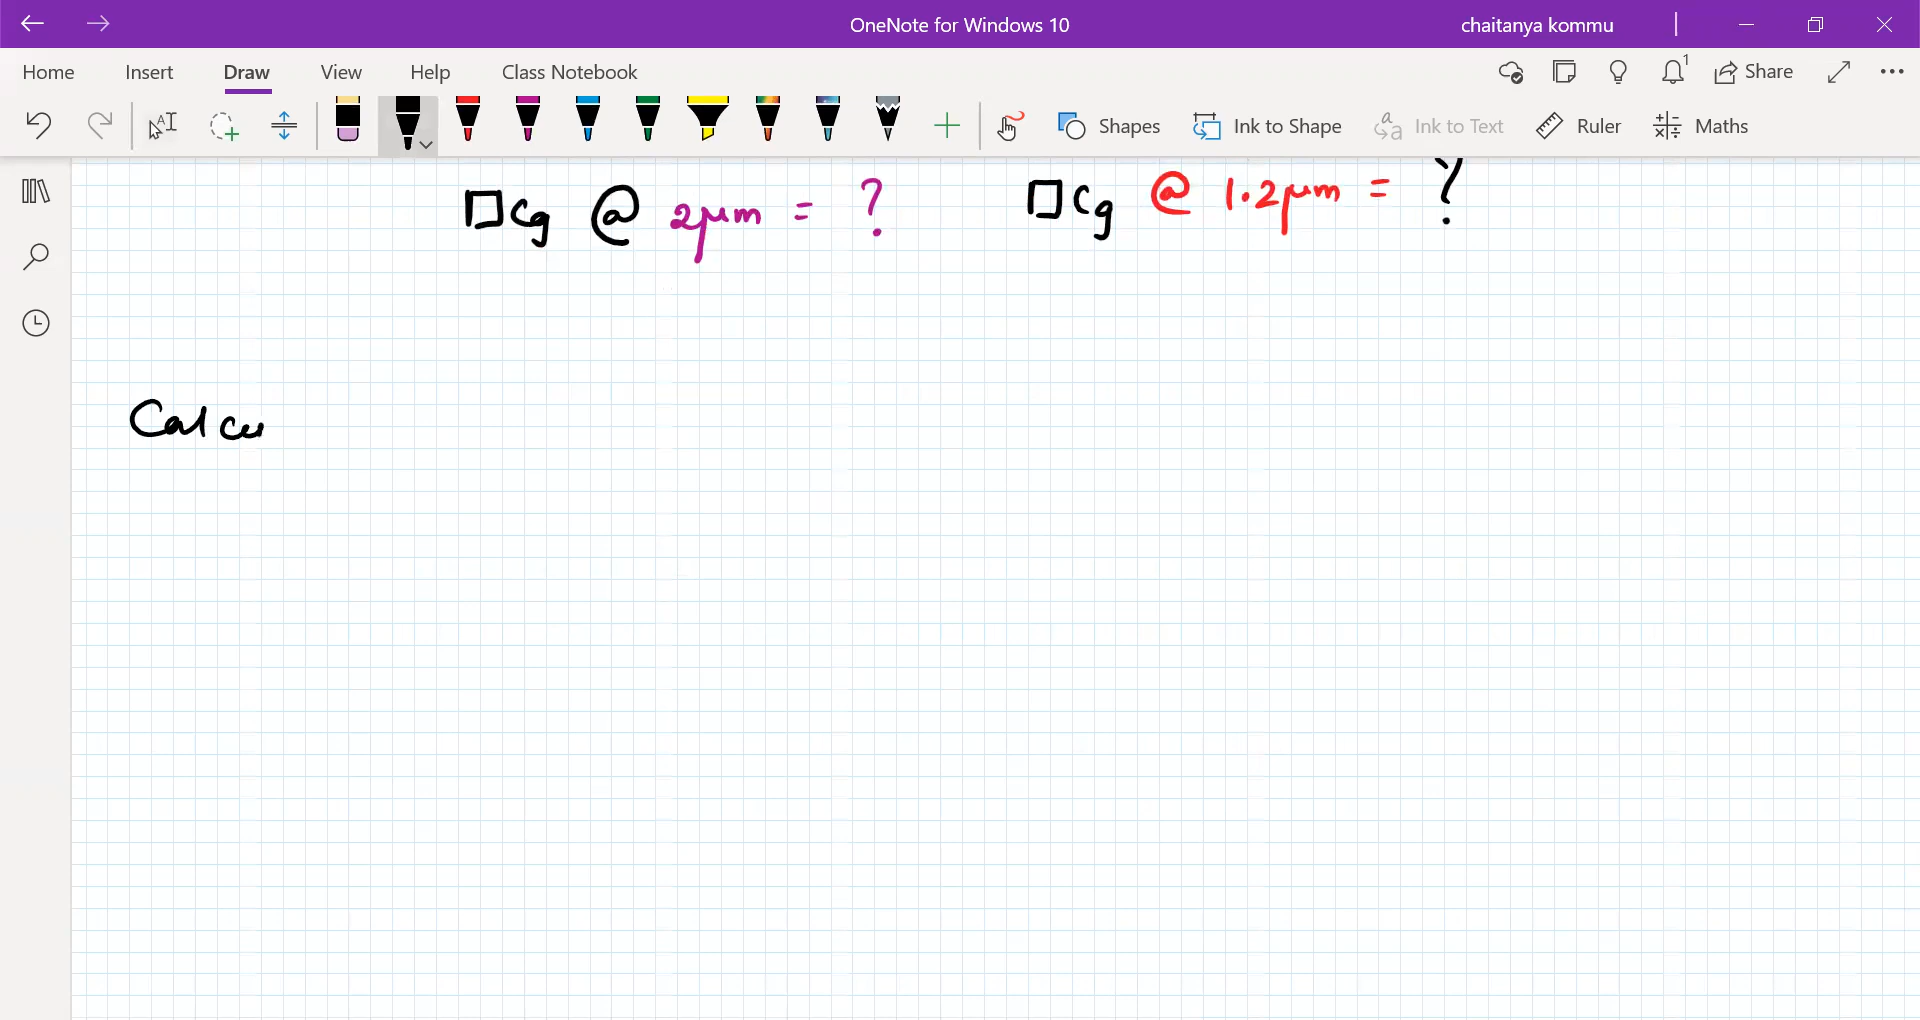 OneNote for Windows 10
chaitanya kommu
Home Insert Draw View Help Class Notebook
1 Share
Shapes Ink to Shape Ink to Text Ruler Maths
□Cg @ 2μm = ?
□Cg @ 1.2μm = ?
Calcu